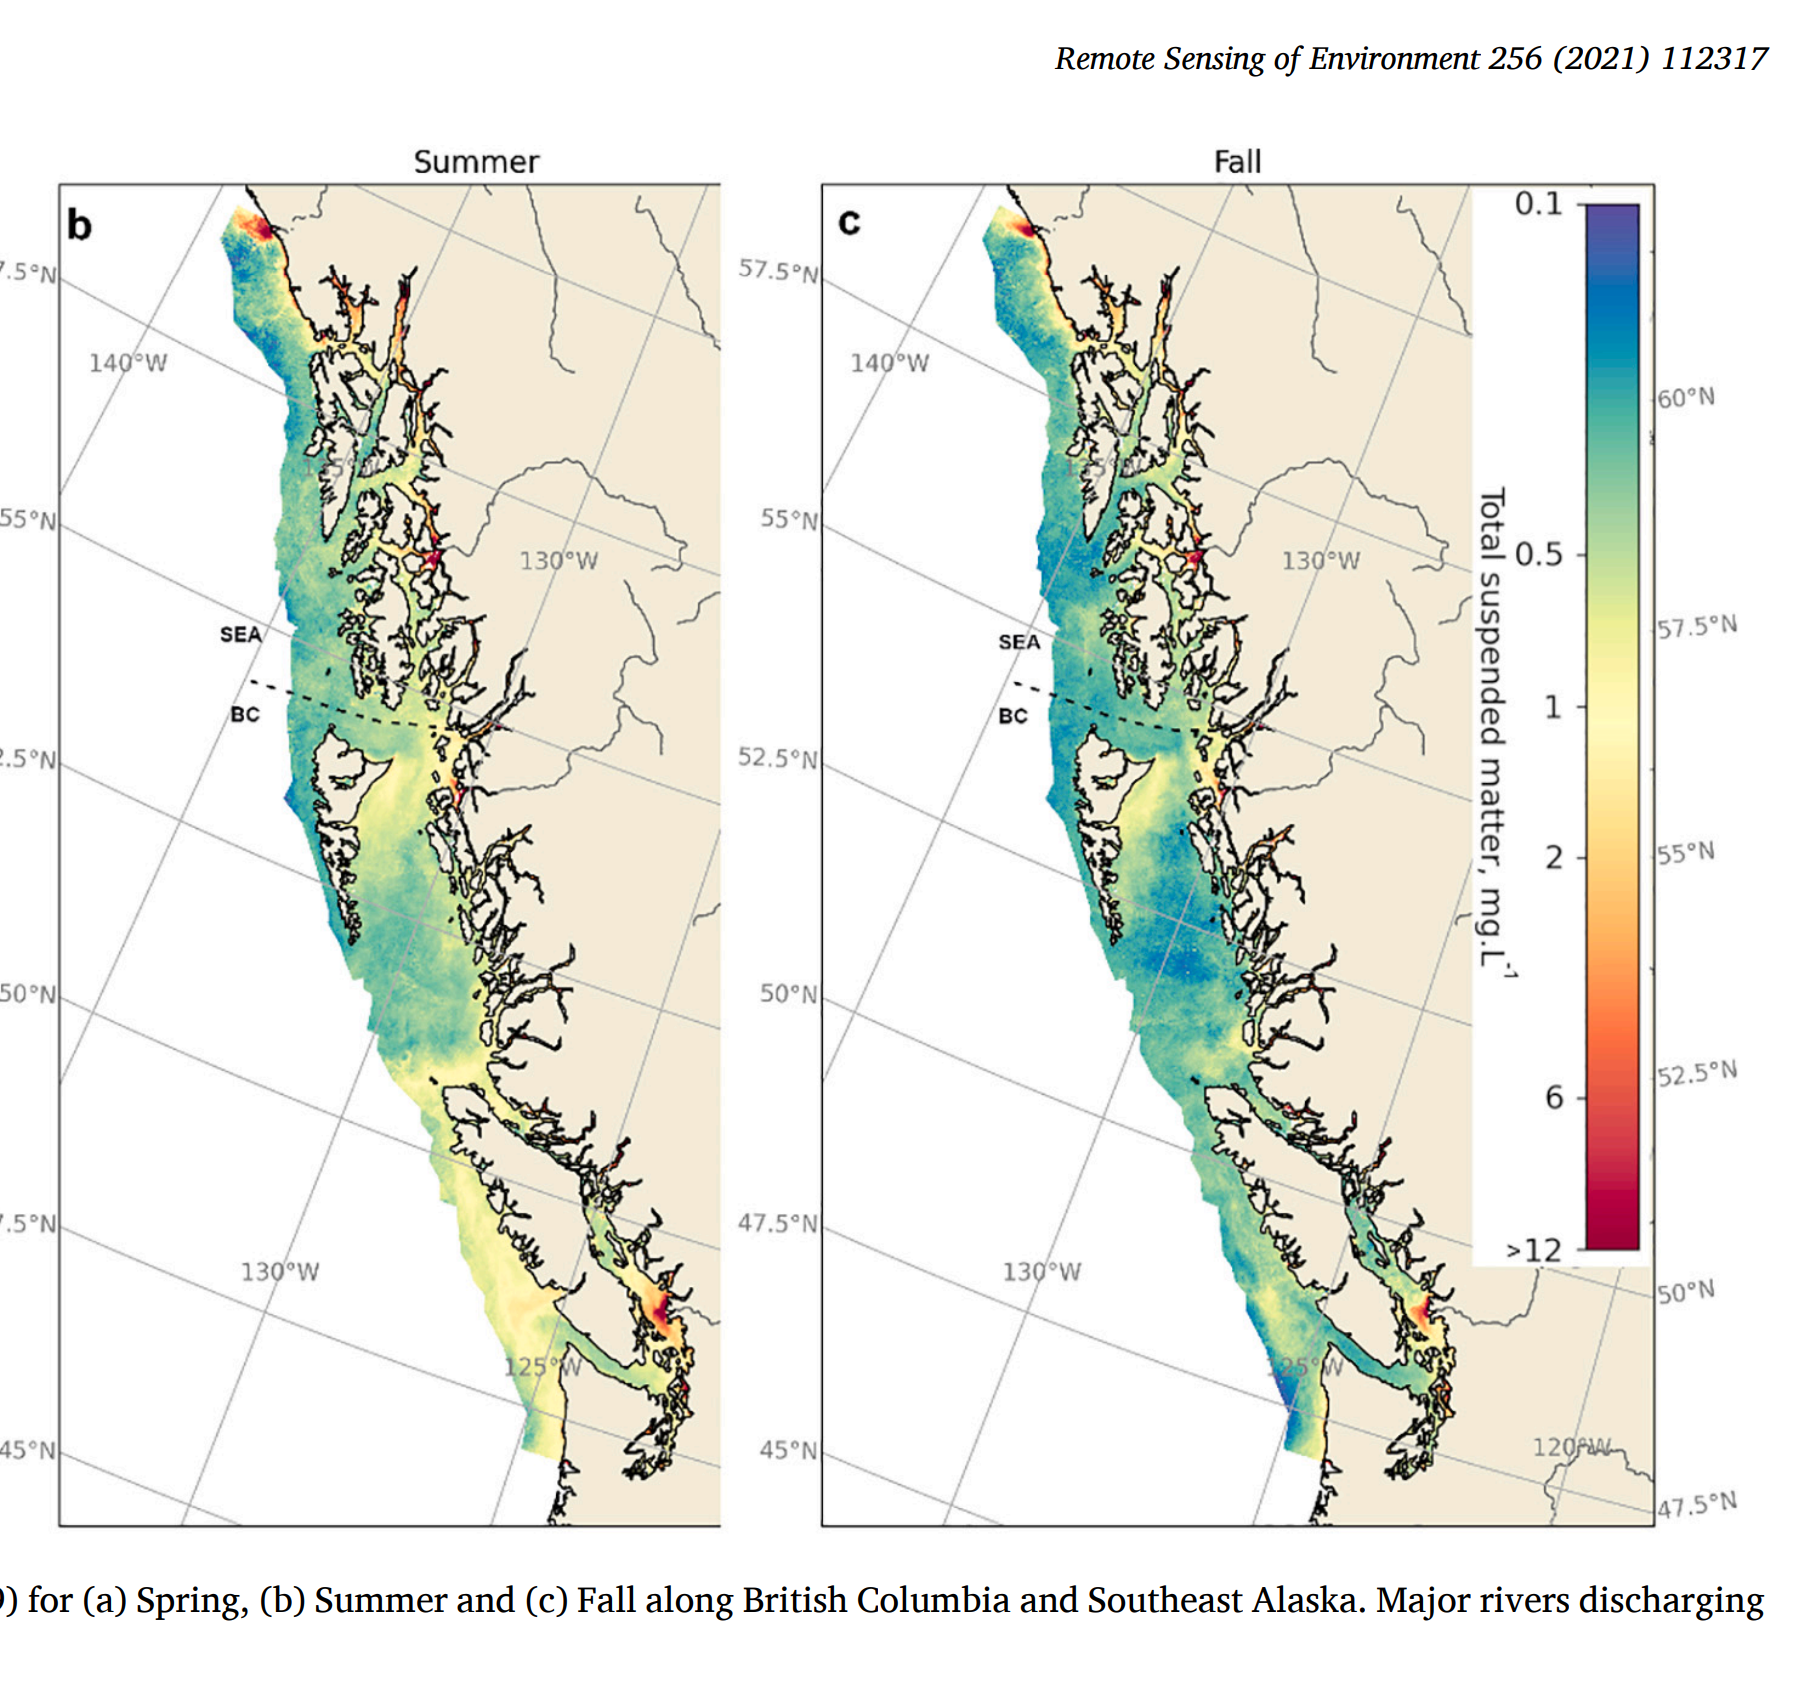 Remote Sensing of Environment 256 (2021) 112317
Summer
b
7.5°N
140°W
135°W
55°N
130°W
SEA
BC
2.5°N
50°N
7.5°N
130°W
125°W
45°N
Fall
c
57.5°N
140°W
135°W
55°N
130°W
SEA
BC
52.5°N
50°N
47.5°N
130°W
125°W
45°N
120°W
0.1
0.5
1
2
6
>12
Total suspended matter, mg.L-1
60°N
57.5°N
55°N
52.5°N
50°N
47.5°N
9) for (a) Spring, (b) Summer and (c) Fall along British Columbia and Southeast Alaska. Major rivers discharging